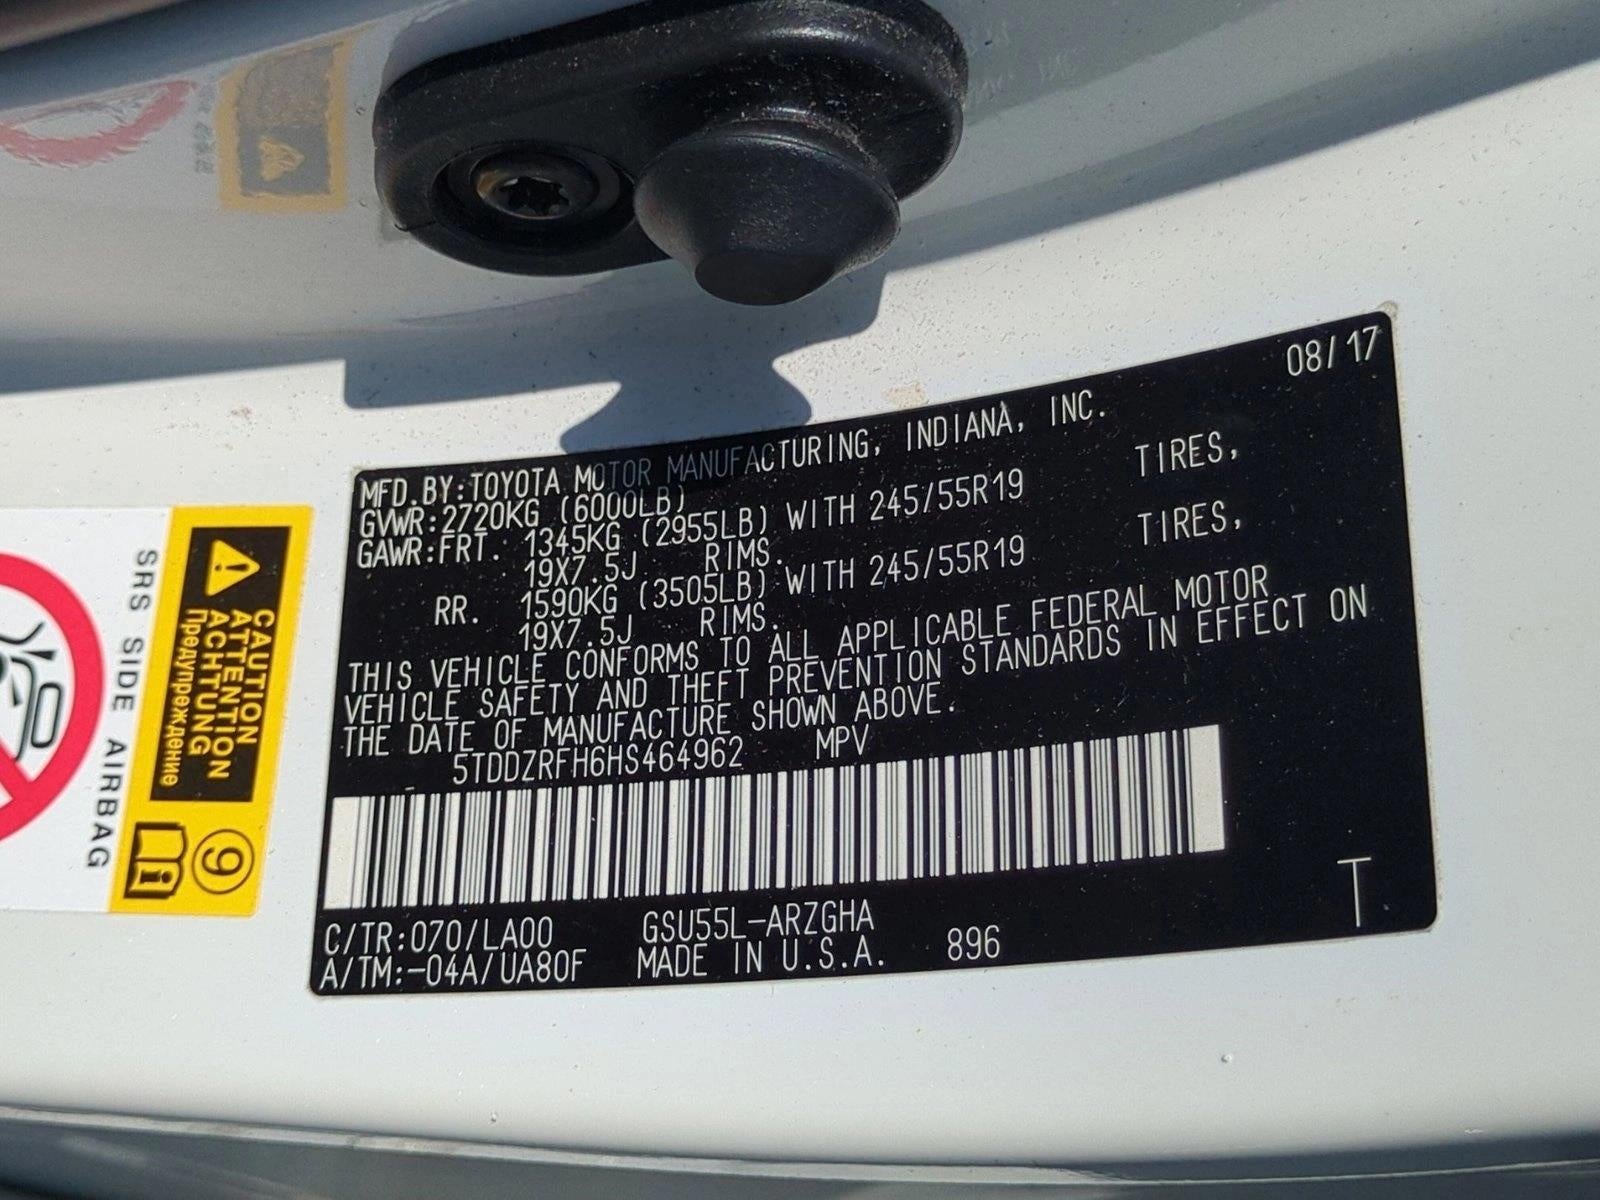 08/17
MFD.BY:TOYOTA MOTOR MANUFACTURING, INDIANA, INC.
GVWR:2720KG (6000LB)
GAWR:FRT. 1345KG (2955LB) WITH 245/55R19 TIRES,
19X7.5J RIMS.
RR. 1590KG (3505LB) WITH 245/55R19 TIRES,
19X7.5J RIMS.
THIS VEHICLE CONFORMS TO ALL APPLICABLE FEDERAL MOTOR
VEHICLE SAFETY AND THEFT PREVENTION STANDARDS IN EFFECT ON
THE DATE OF MANUFACTURE SHOWN ABOVE.
5TDDZRFH6HS464962 MPV
C/TR:070/LA00 GSU55L-ARZGHA
A/TM:-04A/UA80F MADE IN U.S.A. 896
T
CAUTION
ATTENTION
ACHTUNG
Предупреждение
9
i
SRS SIDE AIRBAG